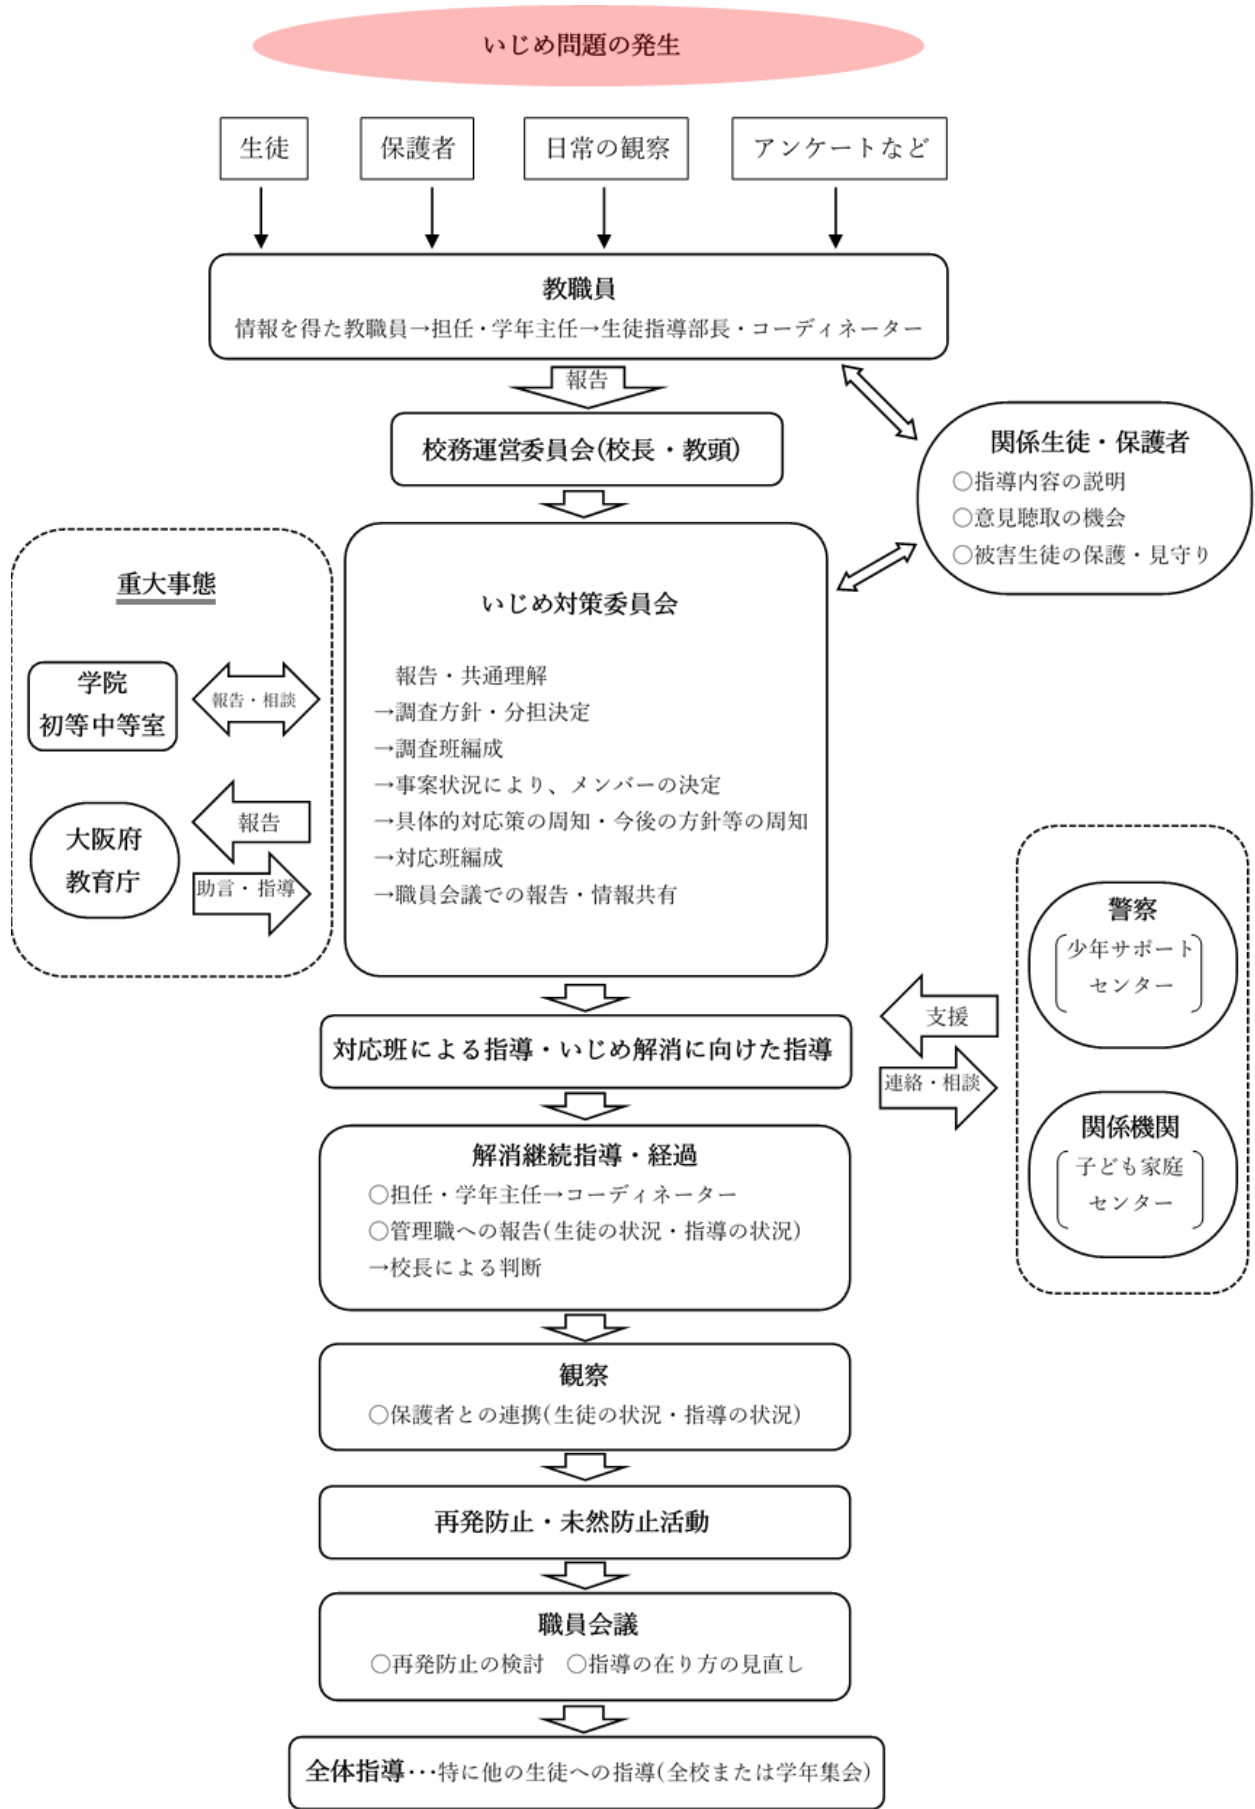 いじめ問題の発生
生徒
保護者
日常の観察
アンケートなど
教職員
情報を得た教職員→担任・学年主任→生徒指導部長・コーディネーター
報告
校務運営委員会(校長・教頭)
関係生徒・保護者
○指導内容の説明
○意見聴取の機会
○被害生徒の保護・見守り
重大事態
学院
初等中等室
報告・相談
大阪府
教育庁
報告
助言・指導
いじめ対策委員会
報告・共通理解
→調査方針・分担決定
→調査班編成
→事案状況により、メンバーの決定
→具体的対応策の周知・今後の方針等の周知
→対応班編成
→職員会議での報告・情報共有
警察
少年サポート
センター
支援
連絡・相談
関係機関
子ども家庭
センター
対応班による指導・いじめ解消に向けた指導
解消継続指導・経過
○担任・学年主任→コーディネーター
○管理職への報告(生徒の状況・指導の状況)
→校長による判断
観察
○保護者との連携(生徒の状況・指導の状況)
再発防止・未然防止活動
職員会議
○再発防止の検討　○指導の在り方の見直し
全体指導･･･特に他の生徒への指導(全校または学年集会)